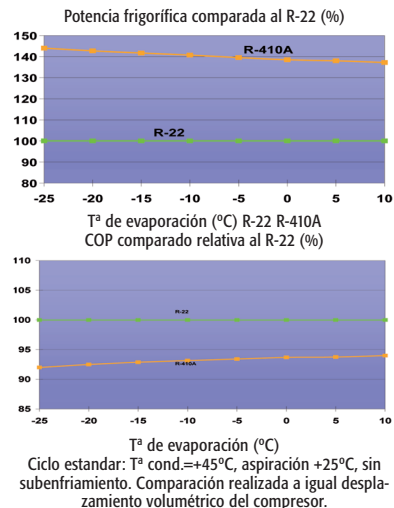 Potencia frigorífica comparada al R-22 (%)
150
140
130
120
110
100
90
80
R-410A
R-22
-25 -20 -15 -10 -5 0 5 10
Tª de evaporación (ºC) R-22 R-410A
COP comparado relativa al R-22 (%)
110
105
100
95
90
85
R-22
R-410A
-25 -20 -15 -10 -5 0 5 10
Tª de evaporación (ºC)
Ciclo estandar: Tª cond.=+45ºC, aspiración +25ºC, sin
subenfriamiento. Comparación realizada a igual despla-
zamiento volumétrico del compresor.